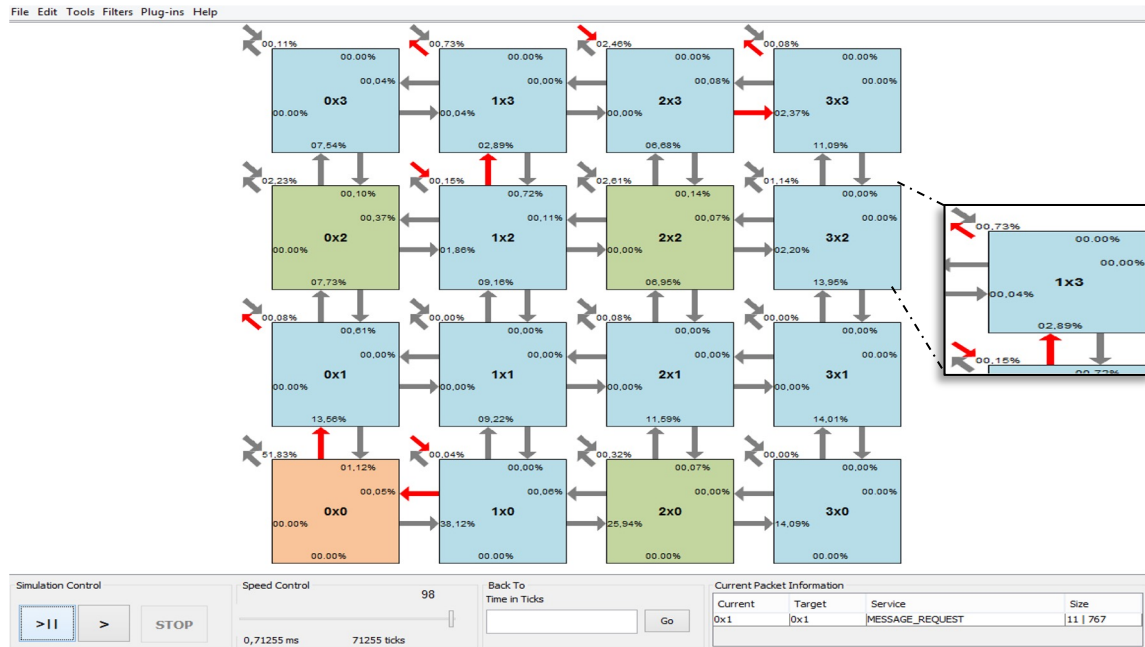 File Edit Tools Filters Plug-ins Help
00,11% 00,73% 02,46% 00,08%
00.00% 00.00% 00.00% 00.00%
00,04% 00,00% 00,08% 00.00%
0x3 1x3 2x3 3x3
00.00% 00,04% 00,00% 02,37%
07,54% 02,89% 06,68% 11,09%
02,23% 00,15% 02,61% 01,14%
00,10% 00,72% 00,14% 00,00%
00,37% 00,11% 00,07% 00.00%
0x2 1x2 2x2 3x2
00.00% 01,86% 00,00% 02,20%
07,73% 09,16% 06,95% 13,95%
00,08% 00,00% 00,08% 00,00%
00,61% 00,00% 00,00% 00,00%
00,00% 00,00% 00,00% 00.00%
0x1 1x1 2x1 3x1
00.00% 00,00% 00,00% 00,00%
13,56% 09,22% 11,59% 14,01%
51,83% 00,04% 00,32% 00,00%
01,12% 00,00% 00,07% 00,00%
00,05% 00,06% 00,00% 00.00%
0x0 1x0 2x0 3x0
00.00% 38,12% 25,94% 14,09%
00.00% 00.00% 00.00% 00.00%
00,73%
00.00%
00,00%
1x3
00,04%
02,89%
00,15%
Simulation Control
>II
>
STOP
Speed Control
98
0,71255 ms 71255 ticks
Back To
Time in Ticks
Go
Current Packet Information
Current Target Service Size
0x1 0x1 MESSAGE_REQUEST 11 | 767